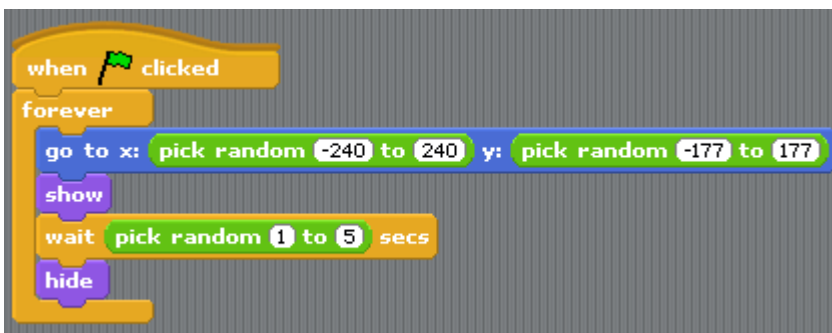 when clicked
forever
go to x: pick random -240 to 240 y: pick random -177 to 177
show
wait pick random 1 to 5 secs
hide